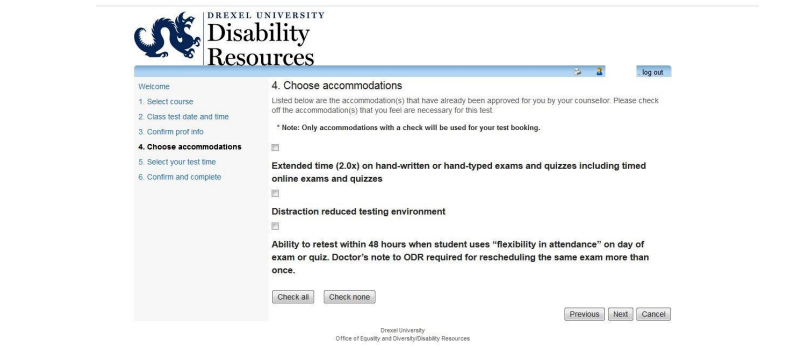 DREXEL UNIVERSITY
Disability
Resources
log out
Welcome
1. Select course
2. Class test date and time
3. Confirm prof info
4. Choose accommodations
5. Select your test time
6. Confirm and complete
4. Choose accommodations
Listed below are the accommodation(s) that have already been approved for you by your counsellor. Please check
off the accommodation(s) that you feel are necessary for this test.
* Note: Only accommodations with a check will be used for your test booking.
Extended time (2.0x) on hand-written or hand-typed exams and quizzes including timed
online exams and quizzes
Distraction reduced testing environment
Ability to retest within 48 hours when student uses “flexibility in attendance” on day of
exam or quiz. Doctor’s note to ODR required for rescheduling the same exam more than
once.
Check all Check none
Previous Next Cancel
Drexel University
Office of Equality and Diversity/Disability Resources